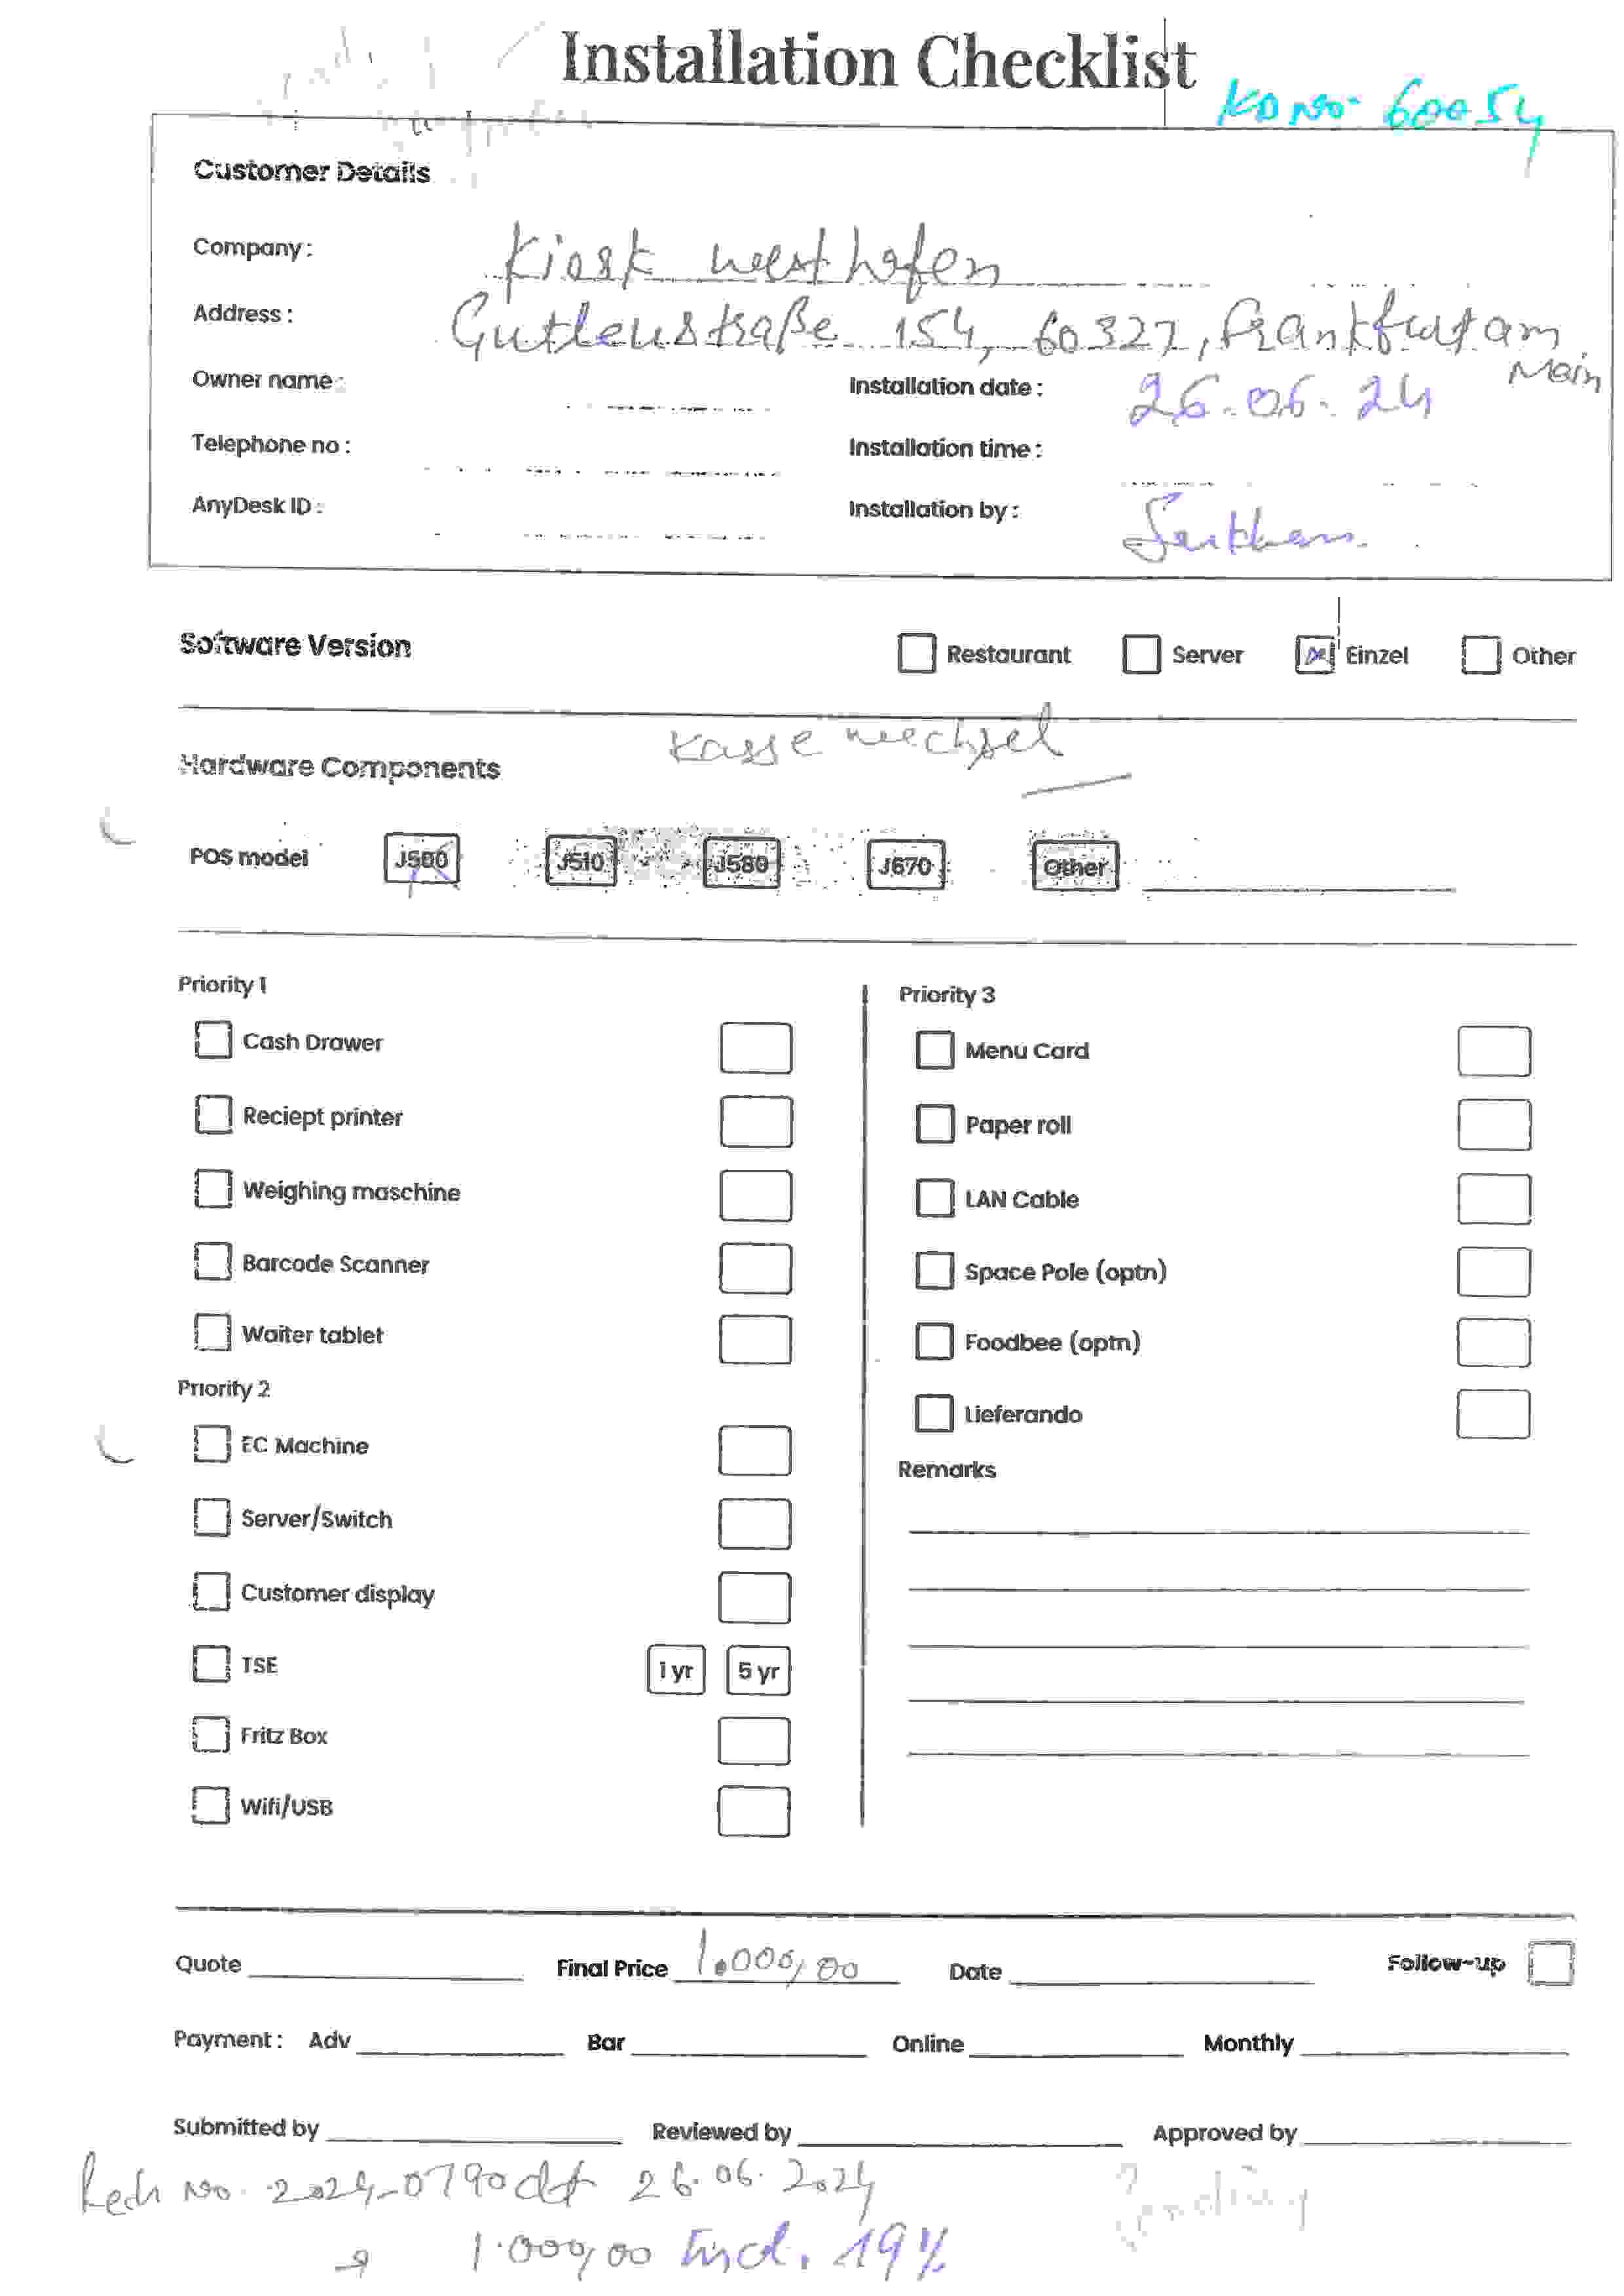 Installation Checklist
KD No. 60054
Customer Details
Company: Kiosk westhafen
Address: Gutleustraße 154, 60327, Frankfurt am Main
Owner name: Installation date: 26.06.24
Telephone no: Installation time:
AnyDesk ID: Installation by:
Software Version Restaurant Server Einzel Other
Kasse wechsel
Hardware Components
POS model J500 J510 J580 J670 Other
Priority 1
Cash Drawer
Reciept printer
Weighing maschine
Barcode Scanner
Waiter tablet
Priority 2
EC Machine
Server/Switch
Customer display
TSE 1 yr 5 yr
Fritz Box
Wifi/USB
Priority 3
Menu Card
Paper roll
LAN Cable
Space Pole (optn)
Foodbee (optn)
Lieferando
Remarks
Quote Final Price 1.000,00 Date Follow-up
Payment: Adv Bar Online Monthly
Submitted by Reviewed by Approved by
Rech No. 2024-0790 dt 26.06.2024
→ 1.000,00 Incl. 19%
Pending